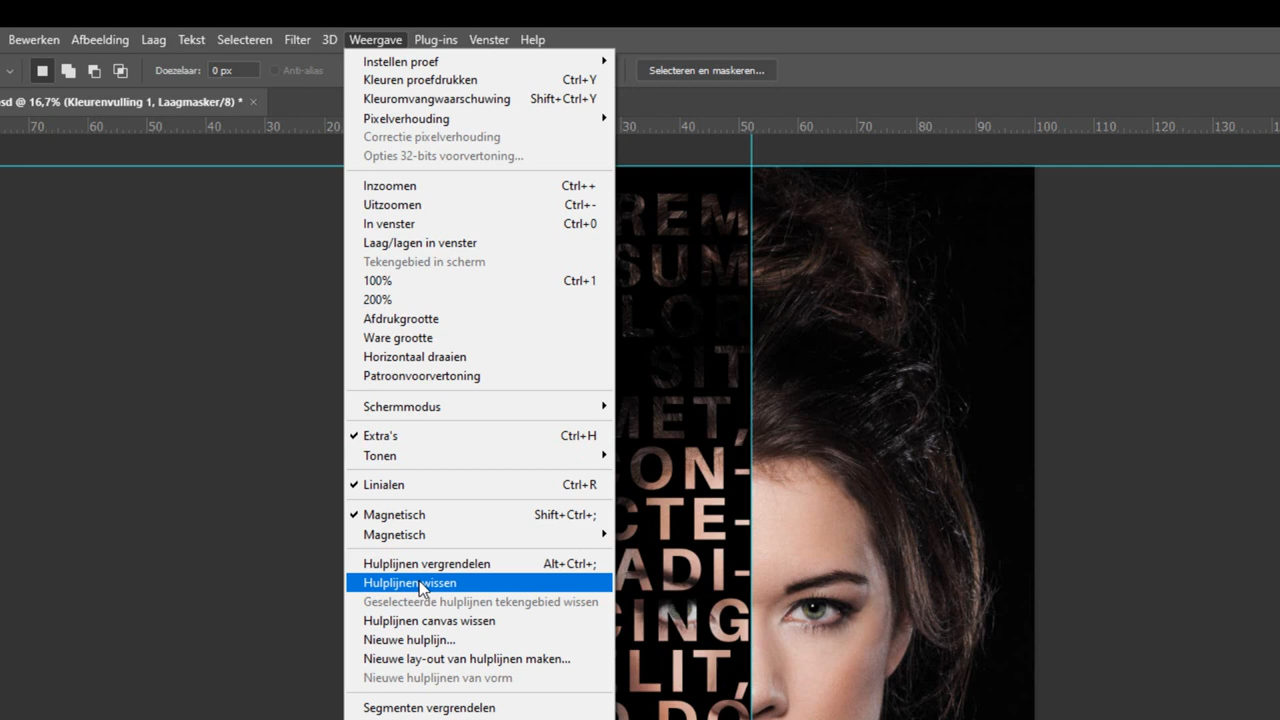 Bewerken Afbeelding Laag Tekst Selecteren Filter 3D Weergave Plug-ins Venster Help
Doezelaar: 0 px Anti-alias Selecteren en maskeren...
sd @ 16,7% (Kleurenvulling 1, Laagmasker/8) * ×
70 60 50 40 30 20 30 40 50 60 70 80 90 100 110 120 130
Instellen proef
Kleuren proefdrukken Ctrl+Y
Kleuromvangwaarschuwing Shift+Ctrl+Y
Pixelverhouding
Correctie pixelverhouding
Opties 32-bits voorvertoning...
Inzoomen Ctrl++
Uitzoomen Ctrl+-
In venster Ctrl+0
Laag/lagen in venster
Tekengebied in scherm
100% Ctrl+1
200%
Afdrukgrootte
Ware grootte
Horizontaal draaien
Patroonvoorvertoning
Schermmodus
Extra's Ctrl+H
Tonen
Linialen Ctrl+R
Magnetisch Shift+Ctrl+;
Magnetisch
Hulplijnen vergrendelen Alt+Ctrl+;
Hulplijnen wissen
Geselecteerde hulplijnen tekengebied wissen
Hulplijnen canvas wissen
Nieuwe hulplijn...
Nieuwe lay-out van hulplijnen maken...
Nieuwe hulplijnen van vorm
Segmenten vergrendelen
REM
SUM
LOR
SIT
MET,
CON-
CTE-
ADI-
CING
LIT,
DO